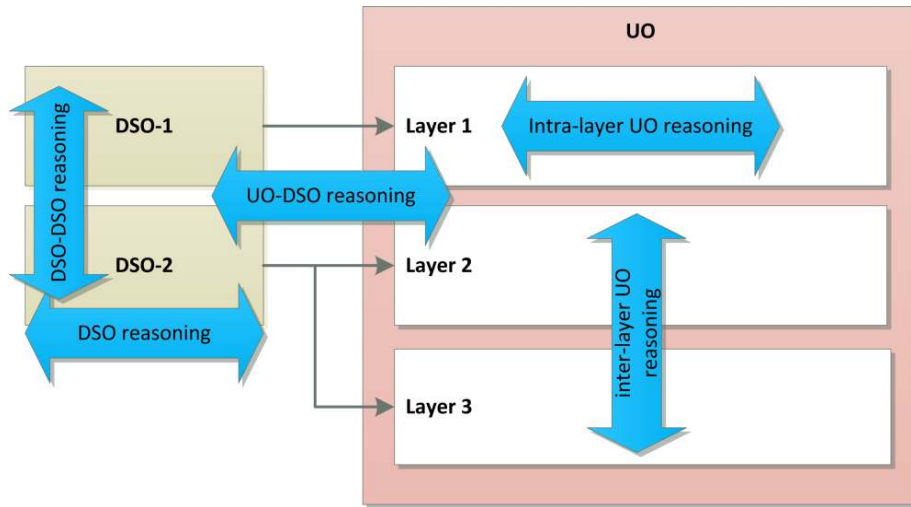 UO
DSO-1
Layer 1
Intra-layer UO reasoning
DSO-DSO reasoning
UO-DSO reasoning
DSO-2
Layer 2
inter-layer UO
reasoning
DSO reasoning
Layer 3